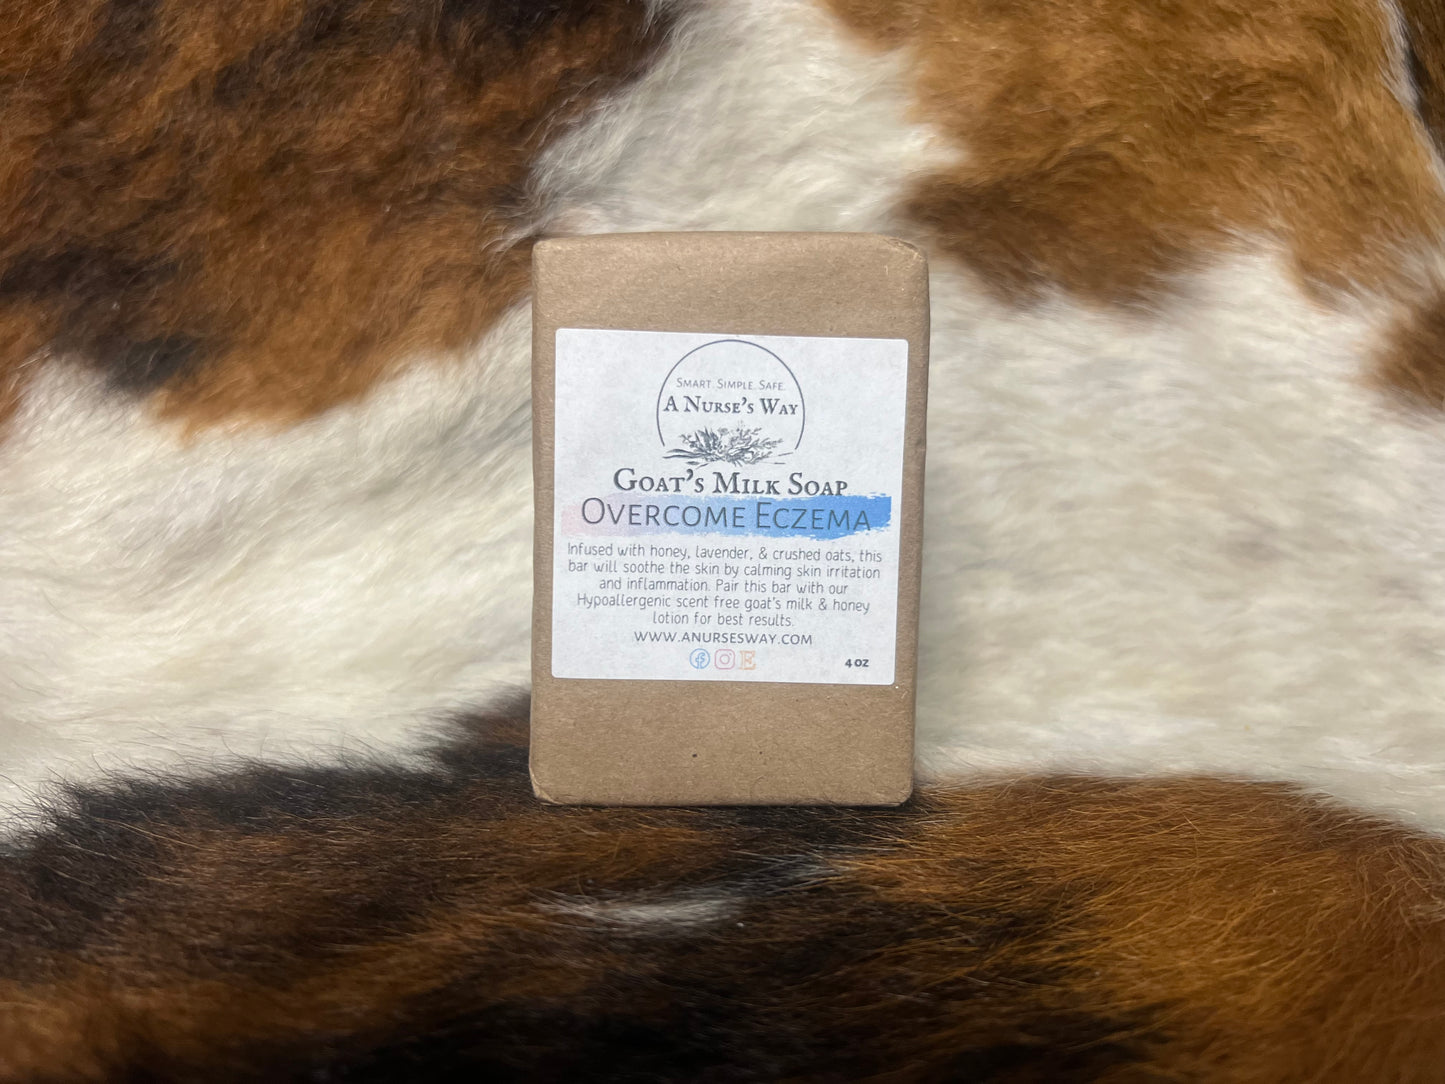 Smart. Simple. Safe.
A Nurse's Way
Goat's Milk Soap
Overcome Eczema
Infused with honey, lavender, & crushed oats, this
bar will soothe the skin by calming skin irritation
and inflammation. Pair this bar with our
Hypoallergenic scent free goat's milk & honey
lotion for best results.
www.anursesway.com
E
4 oz